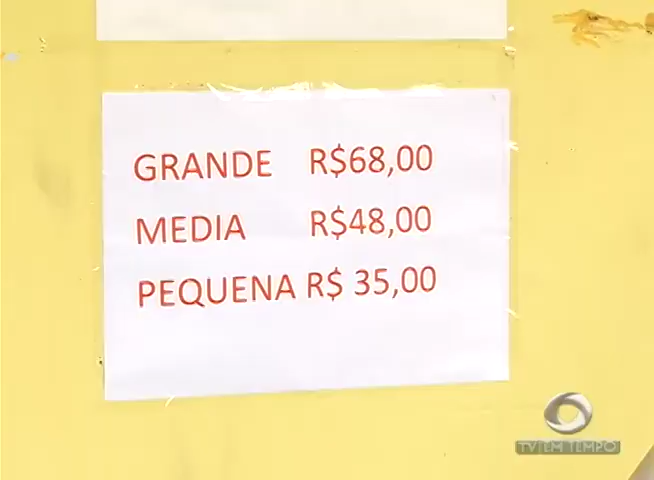 GRANDE R$68,00
MEDIA R$48,00
PEQUENA R$ 35,00
TV EM TEMPO